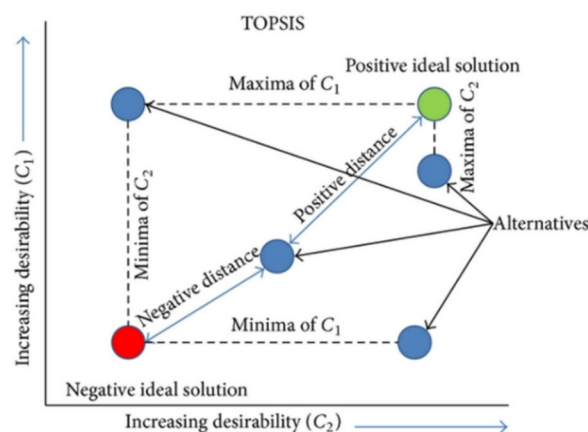 TOPSIS
Positive ideal solution
Maxima of C1
Maxima of C2
Increasing desirability (C1)
Minima of C2
Positive distance
Alternatives
Negative distance
Minima of C1
Negative ideal solution
Increasing desirability (C2)